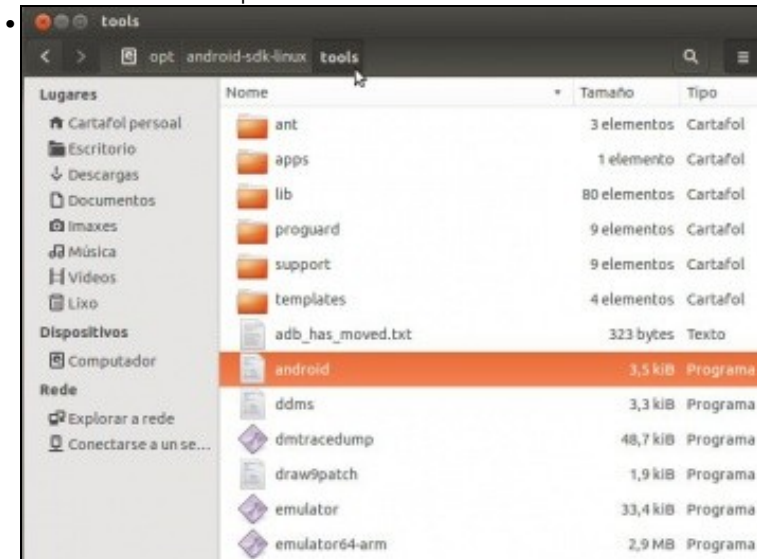 tools
opt android-sdk-linux tools
Lugares
Cartafol persoal
Escritorio
Descargas
Documentos
Imaxes
Música
Vídeos
Lixo
Dispositivos
Computador
Rede
Explorar a rede
Conectarse a un se...
Nome Tamaño Tipo
ant 3 elementos Cartafol
apps 1 elemento Cartafol
lib 80 elementos Cartafol
proguard 9 elementos Cartafol
support 9 elementos Cartafol
templates 4 elementos Cartafol
adb_has_moved.txt 323 bytes Texto
android 3,5 kiB Programa
ddms 3,3 kiB Programa
dmtracedump 48,7 kiB Programa
draw9patch 1,9 kiB Programa
emulator 33,4 kiB Programa
emulator64-arm 2,9 MB Programa